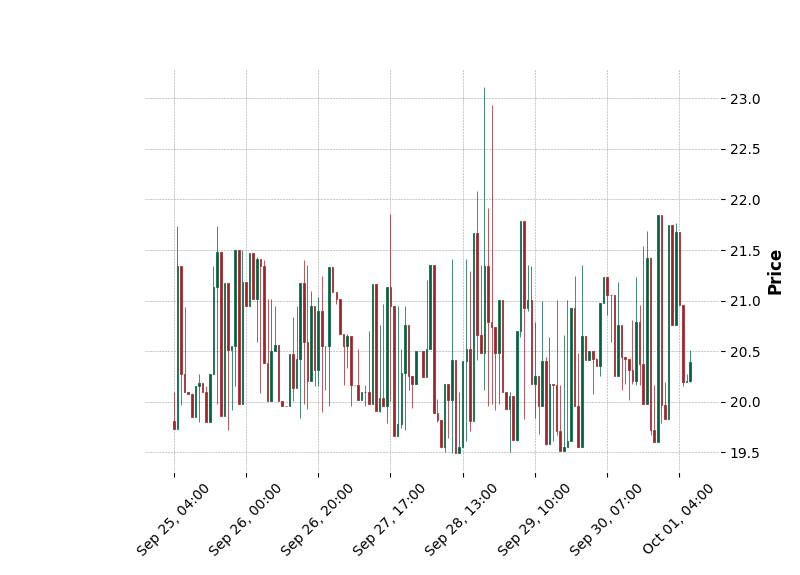 23.0
22.5
22.0
21.5
21.0
20.5
20.0
19.5
Price
Sep 25, 04:00
Sep 26, 00:00
Sep 26, 20:00
Sep 27, 17:00
Sep 28, 13:00
Sep 29, 10:00
Sep 30, 07:00
Oct 01, 04:00